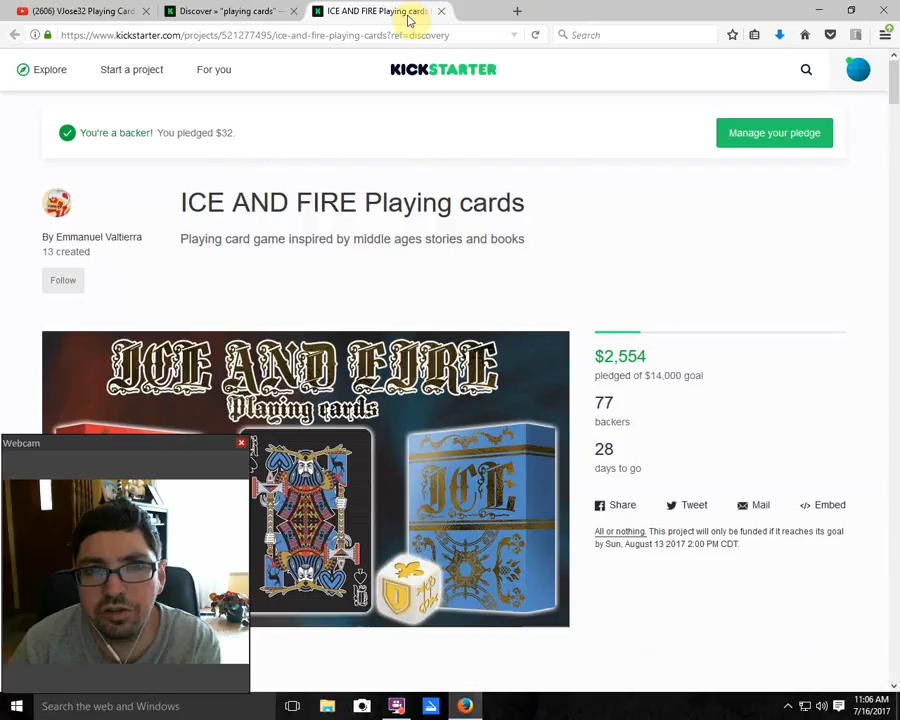 (2606) VJose32 Playing Card
Discover » "playing cards" —
ICE AND FIRE Playing cards
https://www.kickstarter.com/projects/521277495/ice-and-fire-playing-cards?ref=discovery
Search
Explore
Start a project
For you
KICKSTARTER
You're a backer! You pledged $32.
Manage your pledge
ICE AND FIRE Playing cards
By Emmanuel Valtierra
13 created
Playing card game inspired by middle ages stories and books
Follow
ICE AND FIRE
Playing cards
ICE
$2,554
pledged of $14,000 goal
77
backers
28
days to go
Share
Tweet
Mail
Embed
All or nothing. This project will only be funded if it reaches its goal
by Sun, August 13 2017 2:00 PM CDT.
Webcam
Search the web and Windows
11:06 AM
7/16/2017